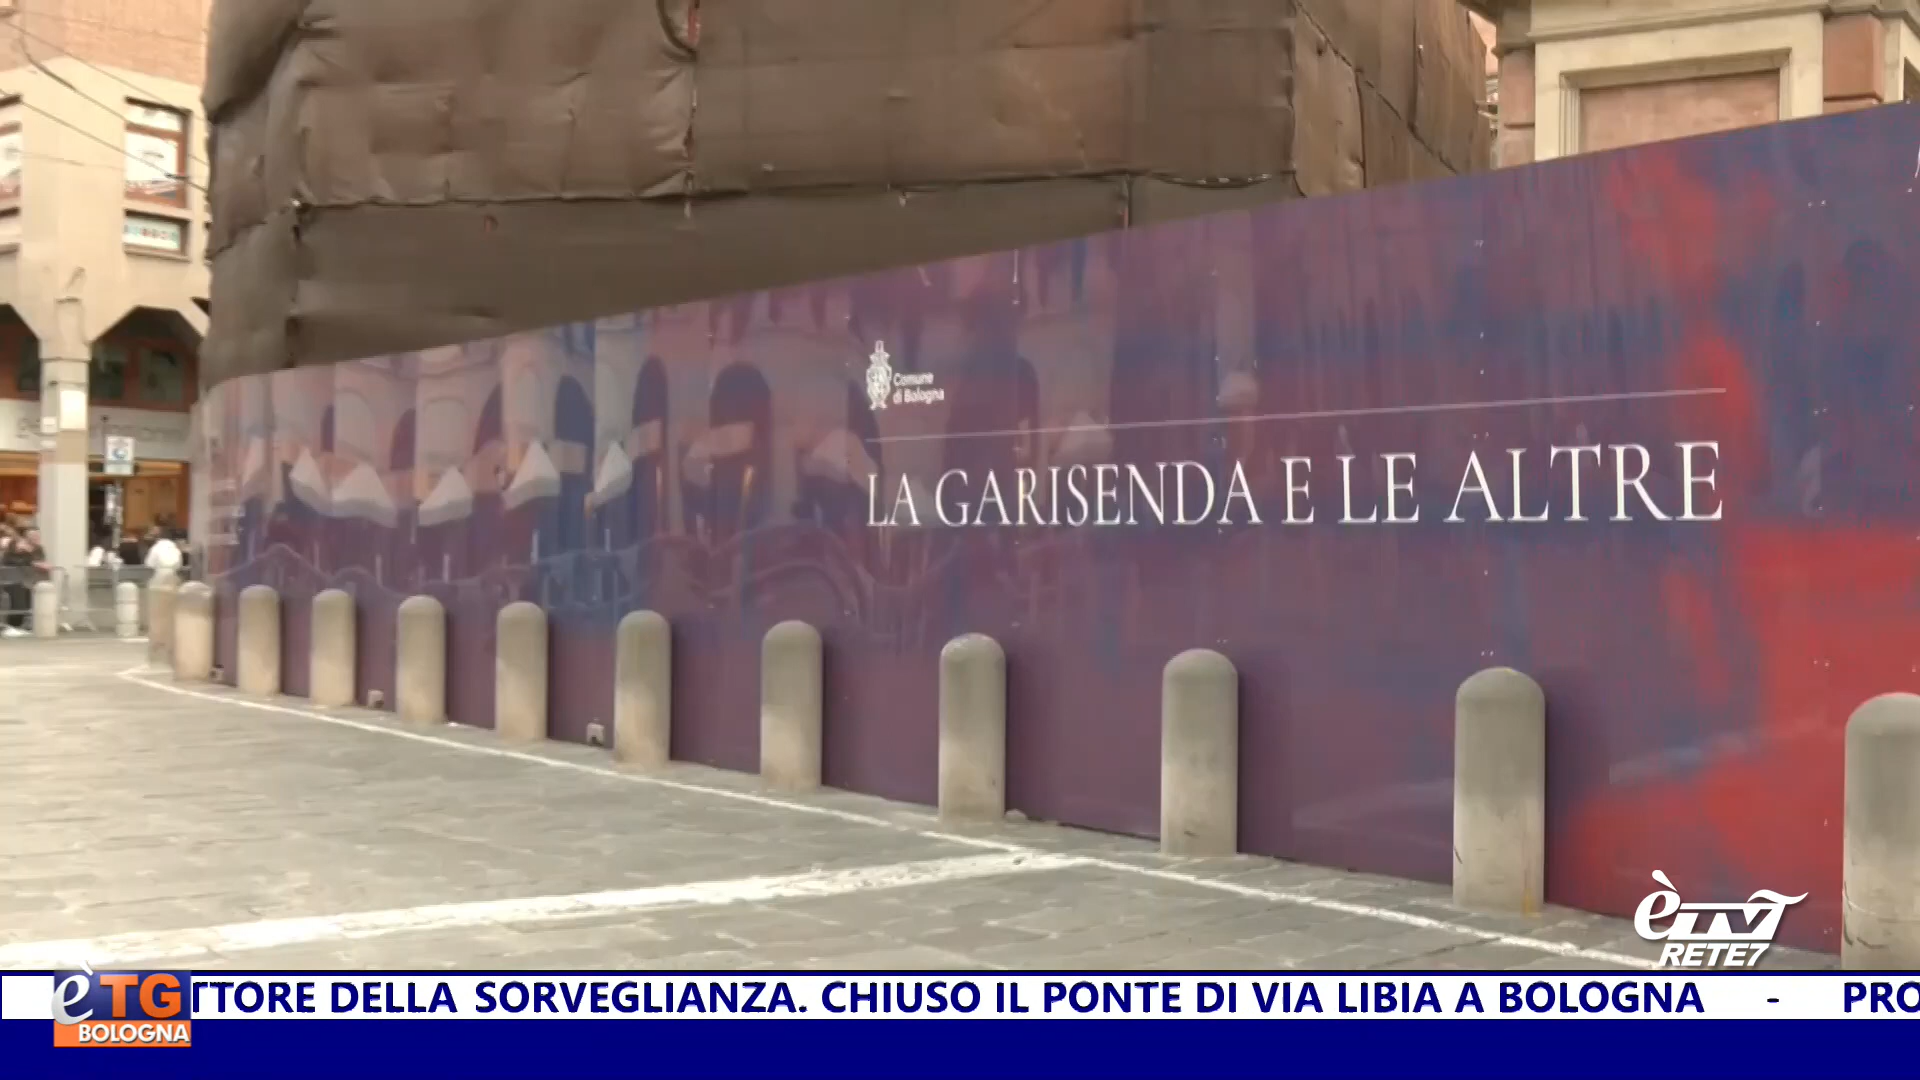 Comune
di Bologna
LA GARISENDA E LE ALTRE
èTV
RETE7
èTG
BOLOGNA
TTORE DELLA SORVEGLIANZA. CHIUSO IL PONTE DI VIA LIBIA A BOLOGNA - PRO